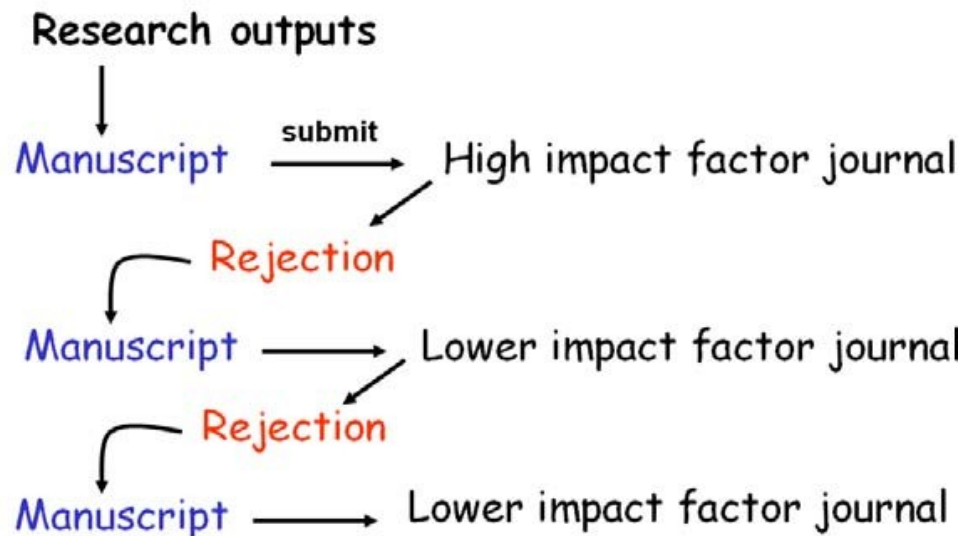 Research outputs
submit
Manuscript High impact factor journal
Rejection
Manuscript Lower impact factor journal
Rejection
Manuscript Lower impact factor journal